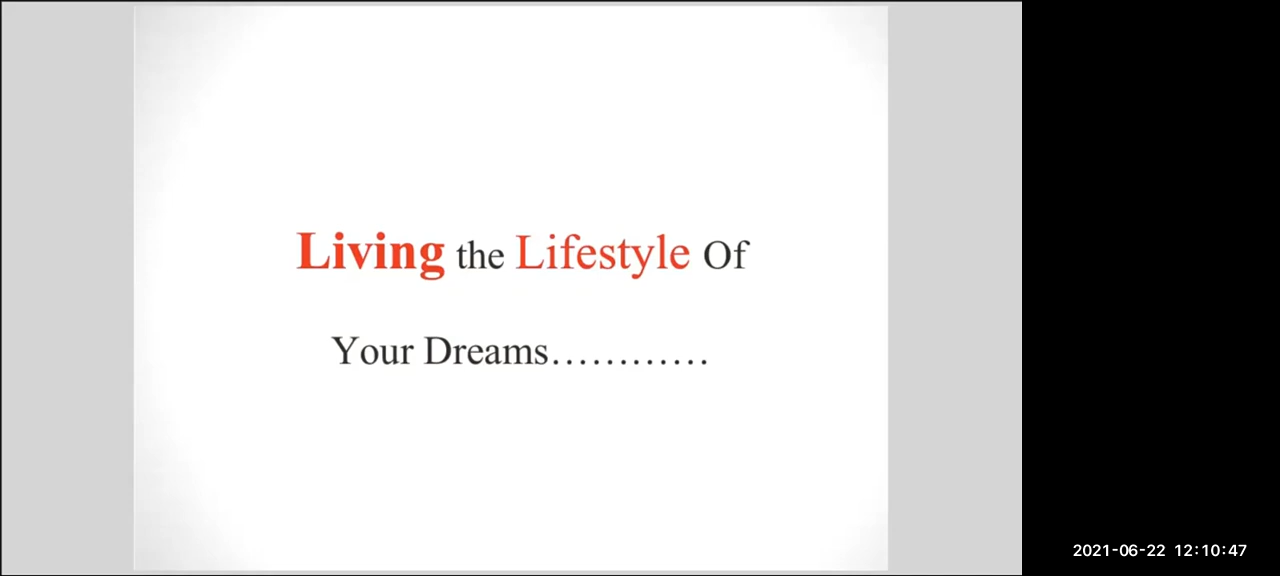 Living the Lifestyle Of
Your Dreams............
2021-06-22 12:10:47